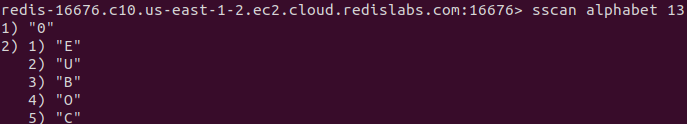 redis-16676.c10.us-east-1-2.ec2.cloud.redislabs.com:16676> sscan alphabet 13
1) "0"
2) 1) "E"
   2) "U"
   3) "B"
   4) "O"
   5) "C"